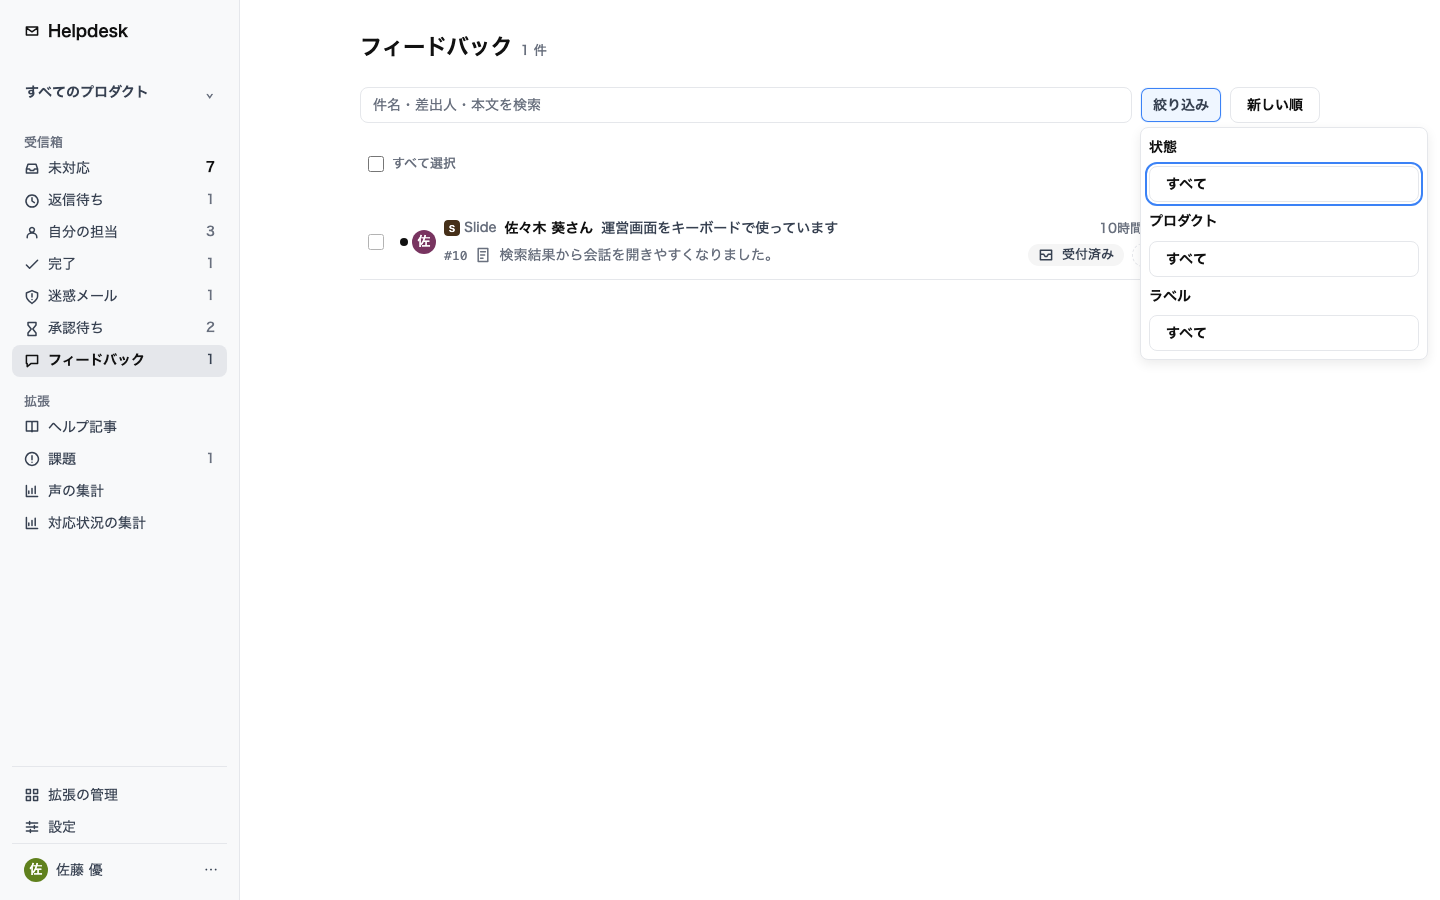 Helpdesk
すべてのプロダクト
受信箱
未対応 7
返信待ち 1
自分の担当 3
完了 1
迷惑メール 1
承認待ち 2
フィードバック 1
拡張
ヘルプ記事
課題 1
声の集計
対応状況の集計
拡張の管理
設定
佐 佐藤 優 …
フィードバック 1 件
件名・差出人・本文を検索
絞り込み
新しい順
すべて選択
佐
S Slide 佐々木 葵さん 運営画面をキーボードで使っています 10時間
#10 検索結果から会話を開きやすくなりました。 受付済み
状態
すべて
プロダクト
すべて
ラベル
すべて